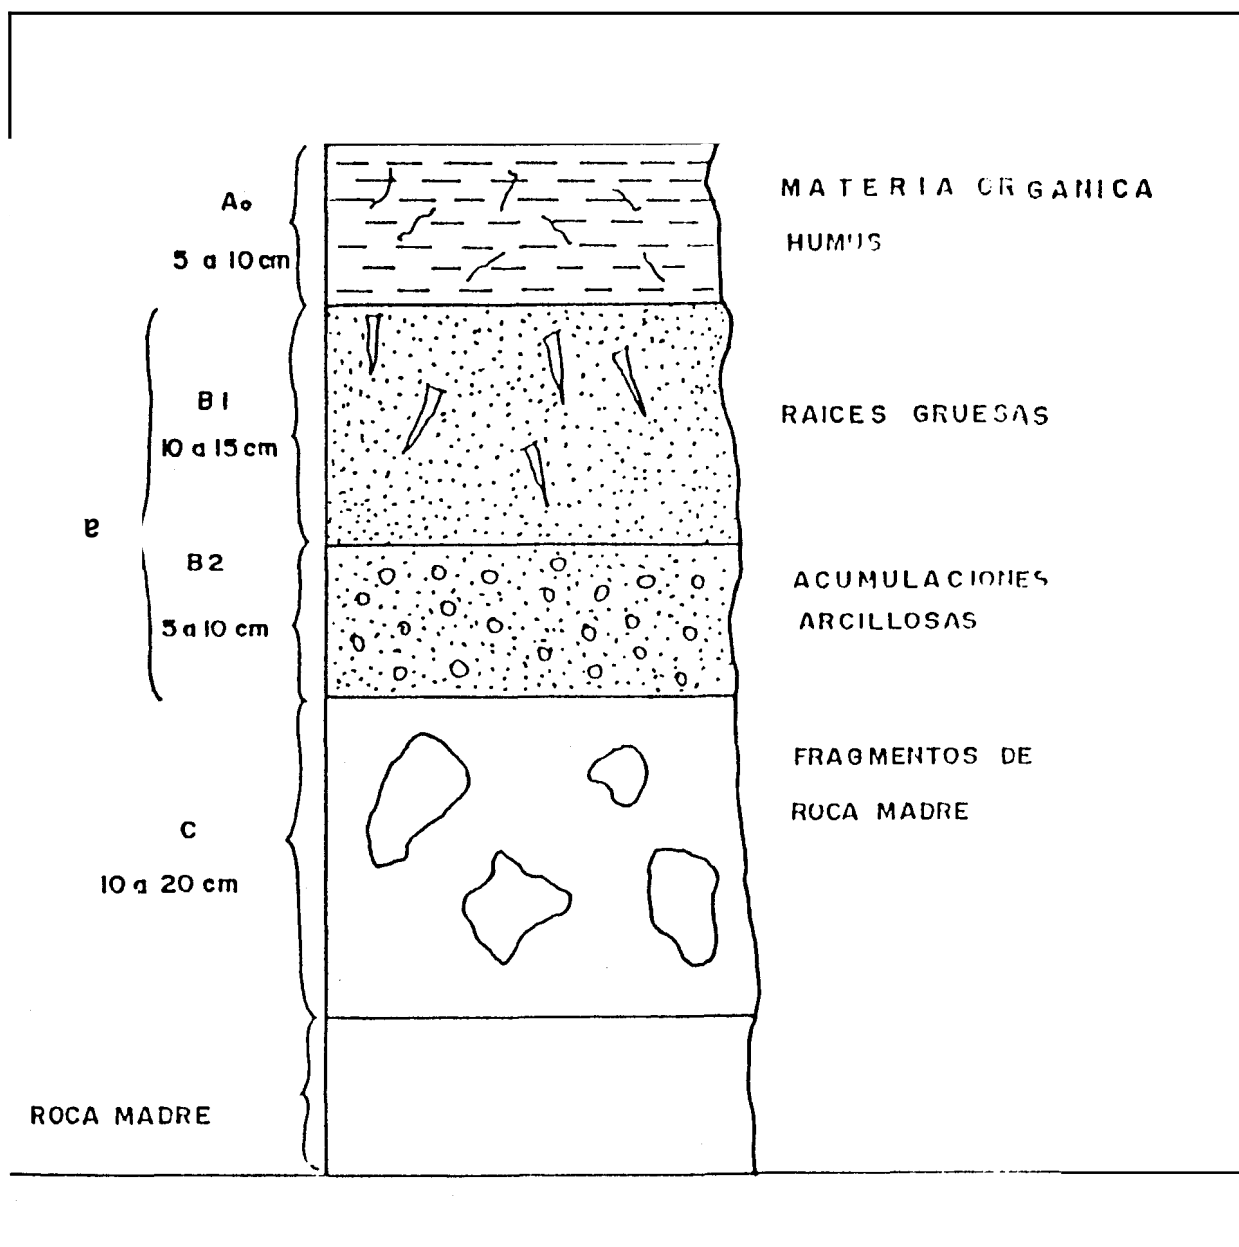 A₀
5 a 10 cm
MATERIA ORGANICA
HUMUS
B1
10 a 15 cm
RAICES GRUESAS
B
B2
5 a 10 cm
ACUMULACIONES
ARCILLOSAS
C
10 a 20 cm
FRAGMENTOS DE
ROCA MADRE
ROCA MADRE